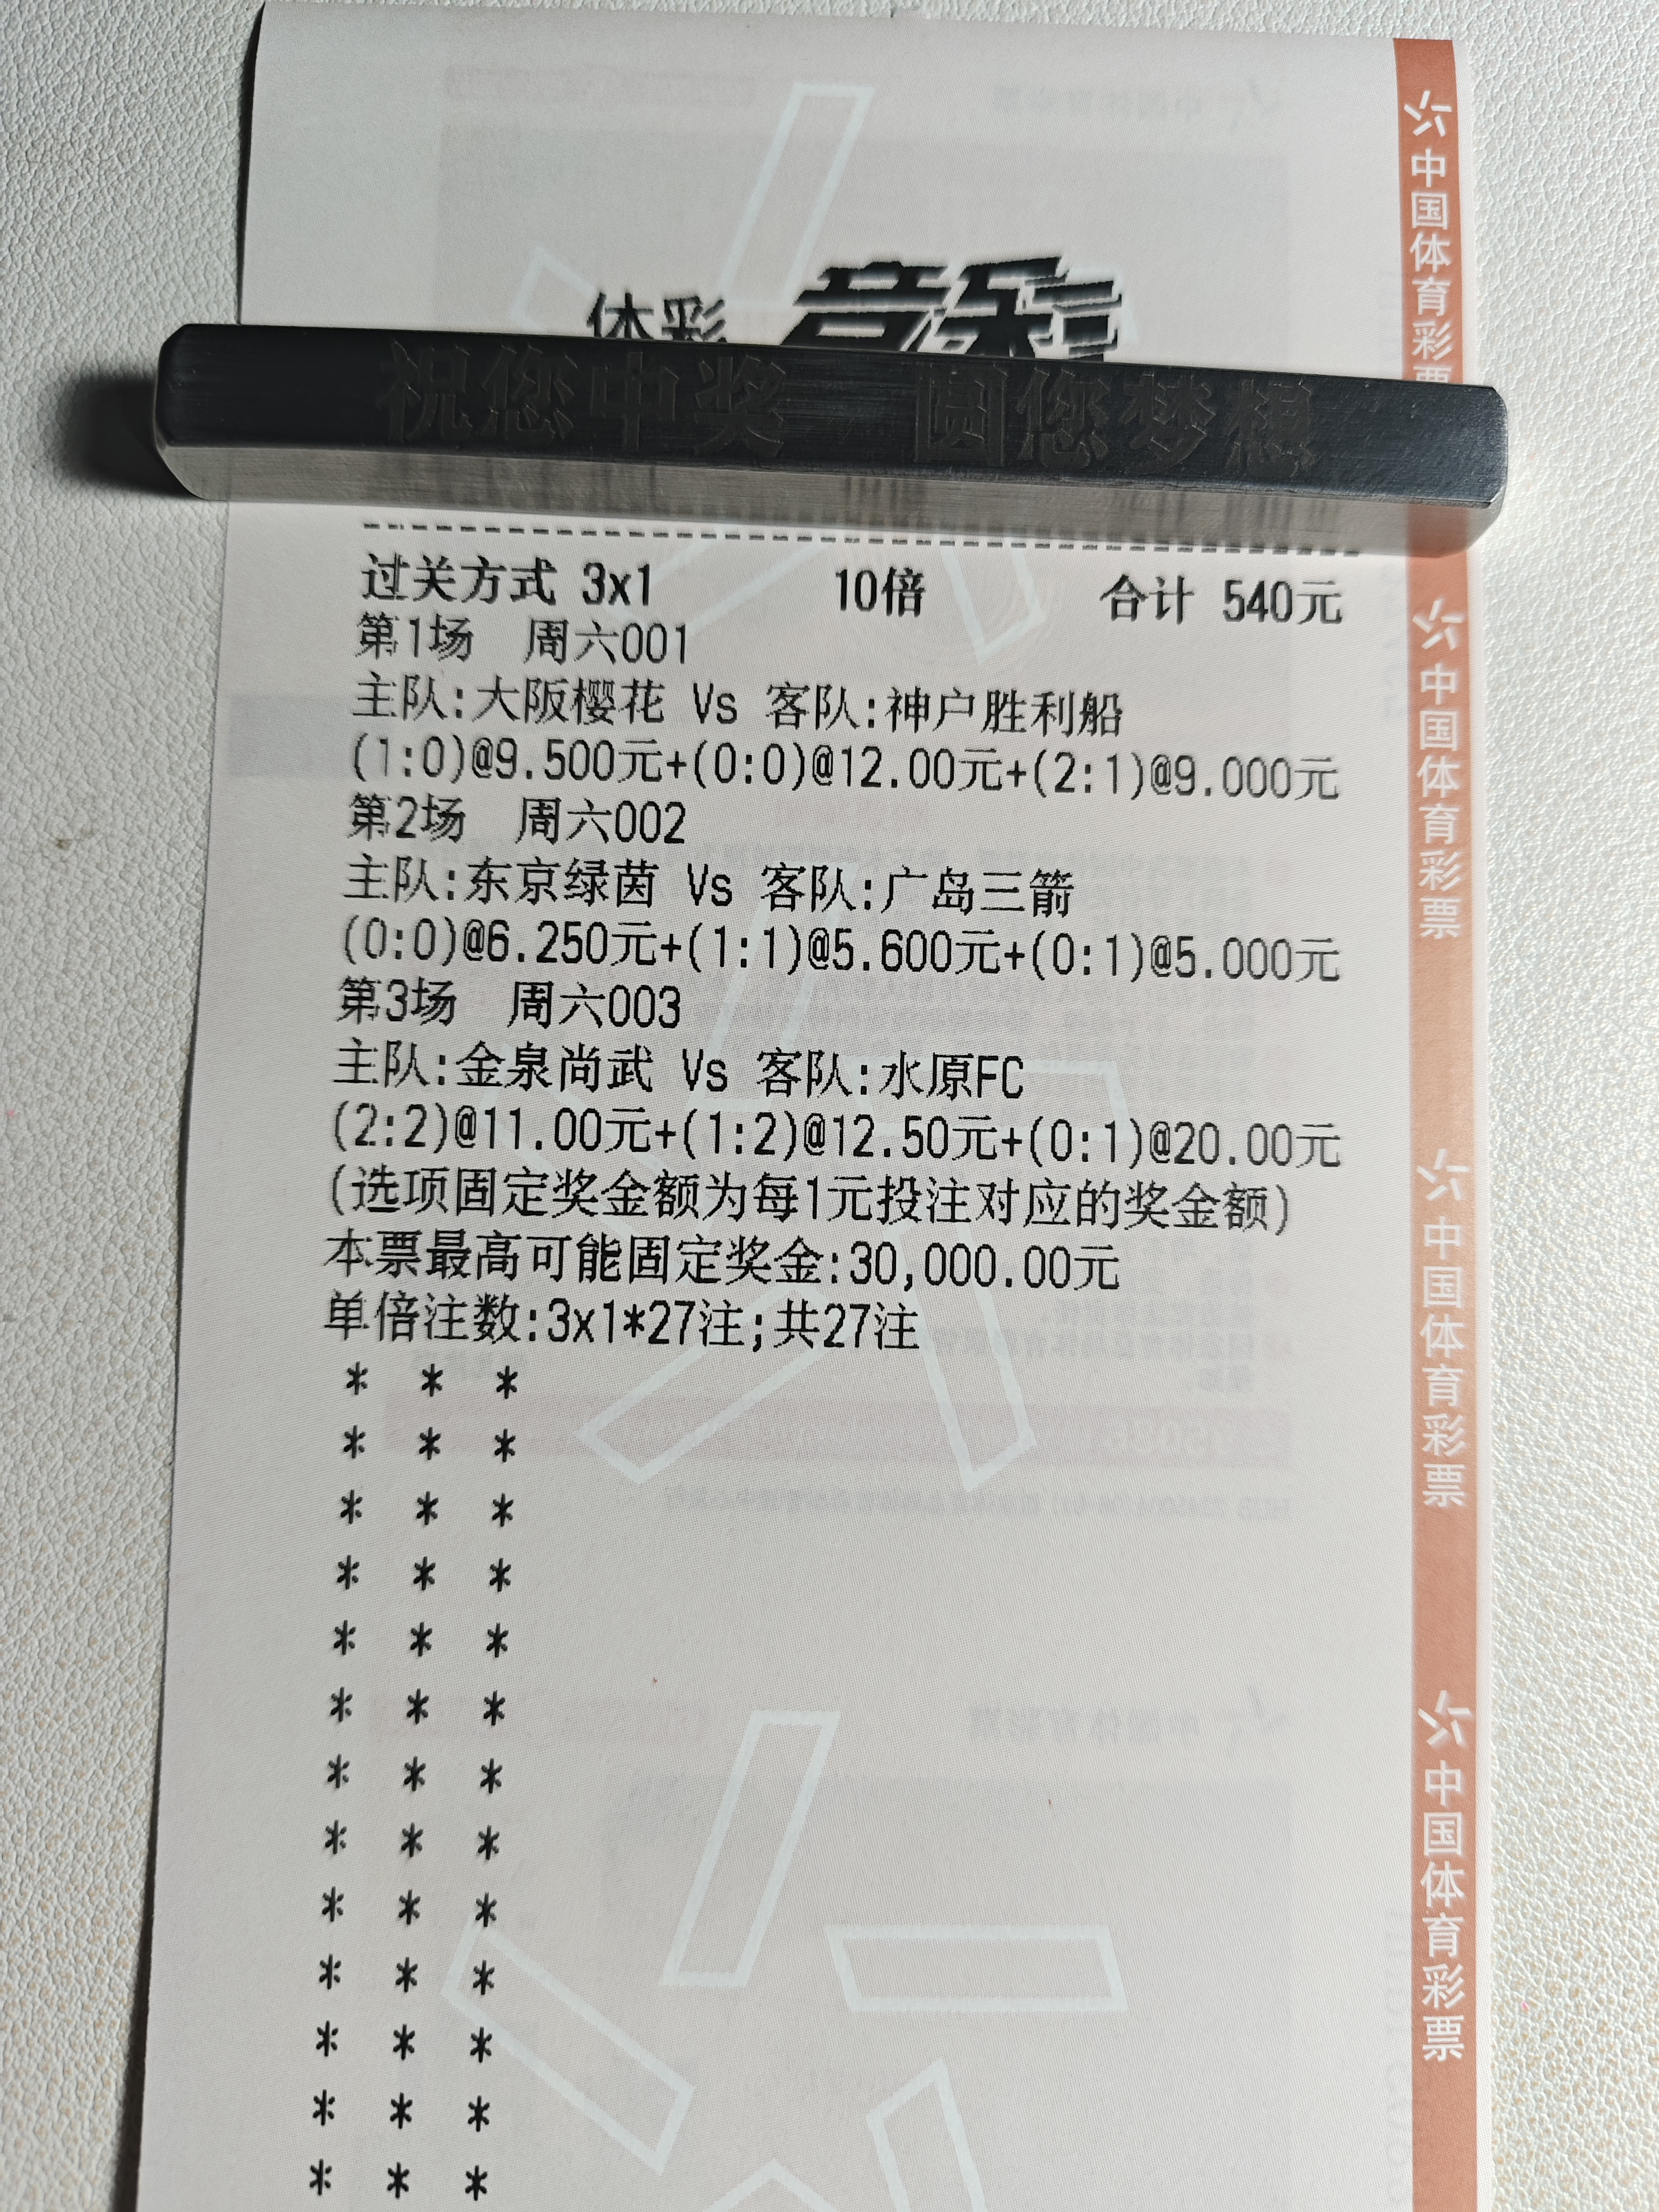 体彩 竞彩
祝您中奖 圆您梦想
过关方式 3x1 10倍 合计 540元
第1场 周六001
主队:大阪樱花 Vs 客队:神户胜利船
(1:0)@9.500元+(0:0)@12.00元+(2:1)@9.000元
第2场 周六002
主队:东京绿茵 Vs 客队:广岛三箭
(0:0)@6.250元+(1:1)@5.600元+(0:1)@5.000元
第3场 周六003
主队:金泉尚武 Vs 客队:水原FC
(2:2)@11.00元+(1:2)@12.50元+(0:1)@20.00元
(选项固定奖金额为每1元投注对应的奖金额)
本票最高可能固定奖金:30,000.00元
单倍注数:3x1*27注;共27注
* * *
* * *
* * *
* * *
* * *
* * *
* * *
* * *
* * *
* * *
* * *
* * *
* * *
中国体育彩票
中国体育彩票
中国体育彩票
中国体育彩票